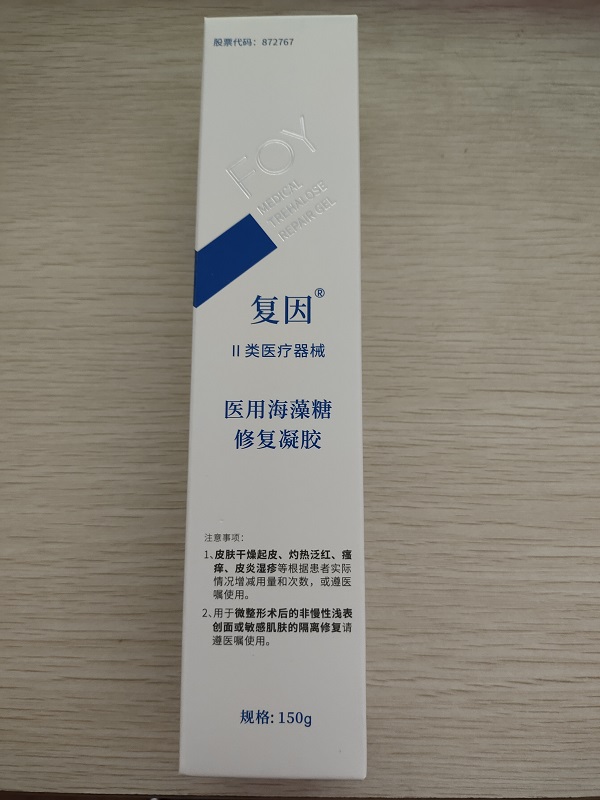 股票代码：872767
FOY
MEDICAL
TREHALOSE
REPAIR GEL
复因®
II类医疗器械
医用海藻糖
修复凝胶
注意事项：
1、皮肤干燥起皮、灼热泛红、瘙
痒、皮炎湿疹等根据患者实际
情况增减用量和次数，或遵医
嘱使用。
2、用于微整形术后的非慢性浅表
创面或敏感肌肤的隔离修复请
遵医嘱使用。
规格: 150g